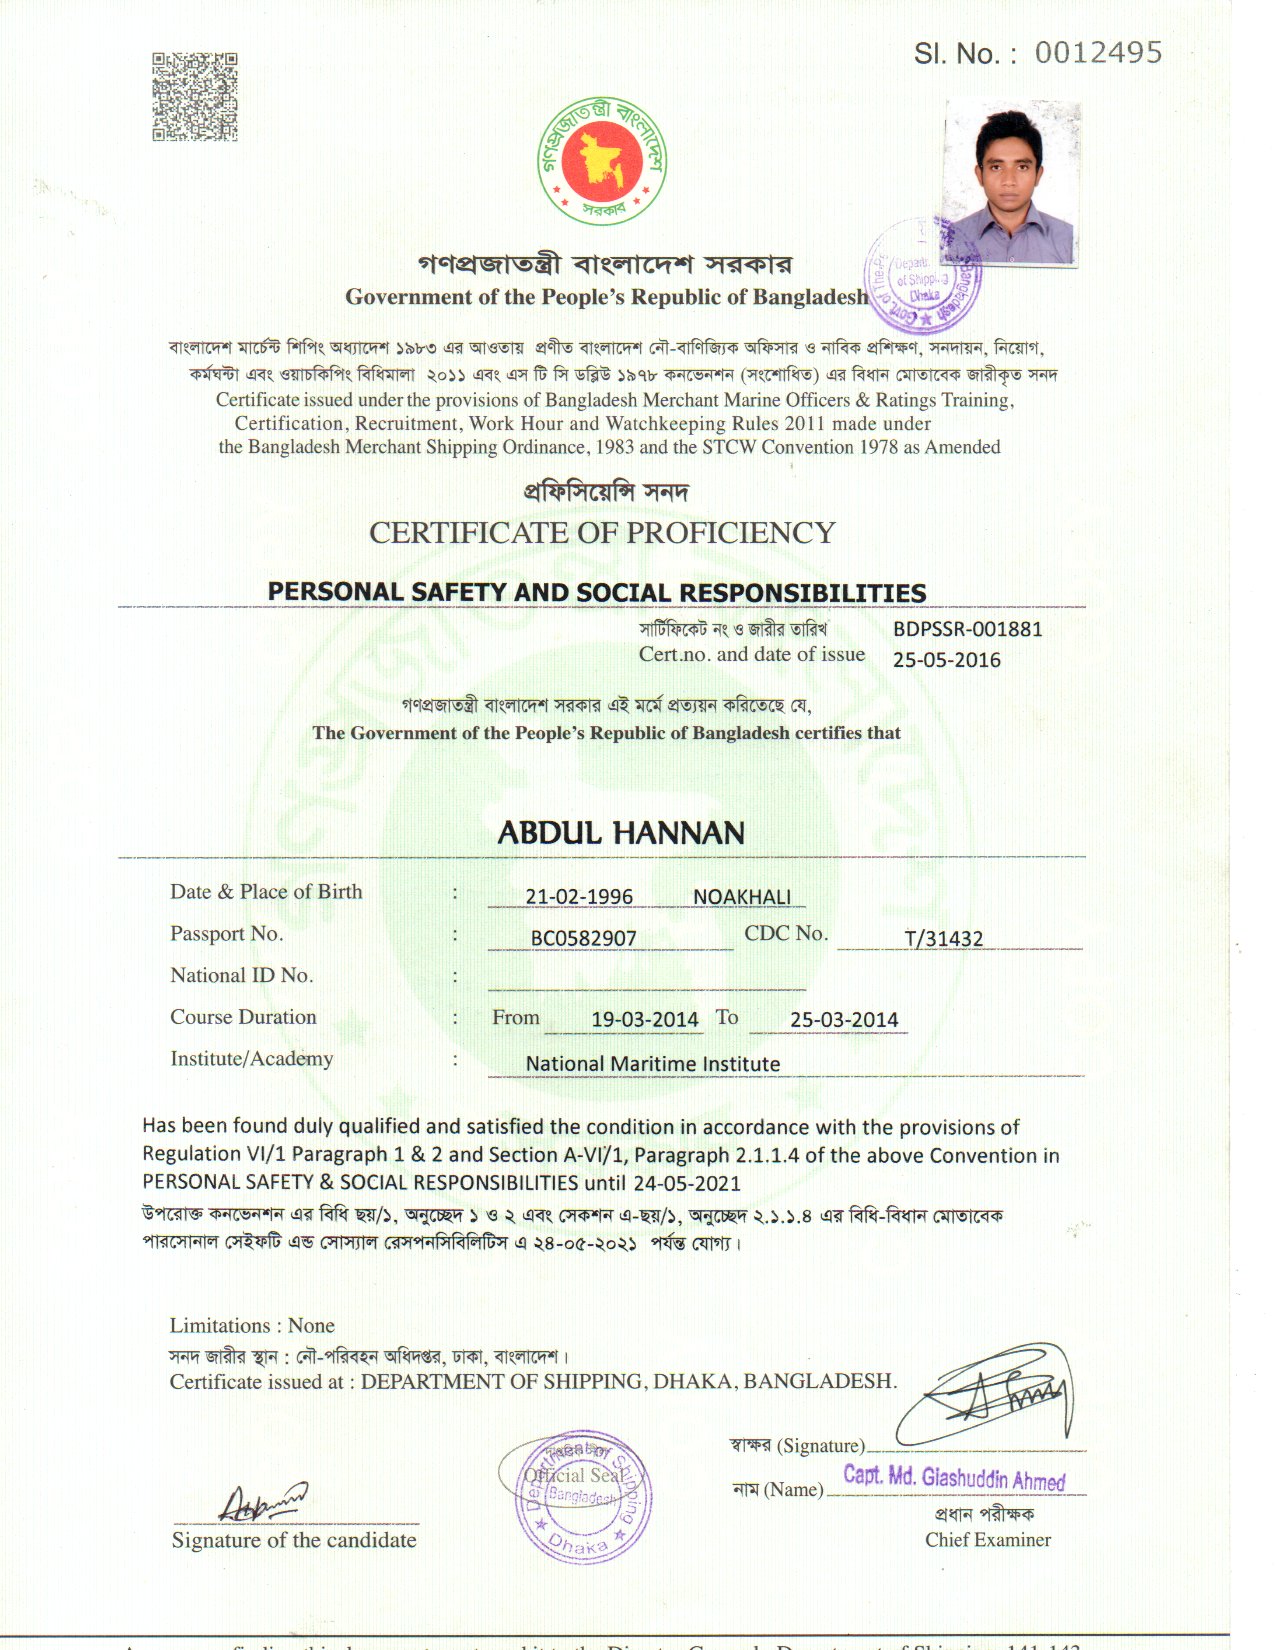 Sl. No. : 0012495
গণপ্রজাতন্ত্রী বাংলাদেশ
সরকার
গণপ্রজাতন্ত্রী বাংলাদেশ সরকার
Government of the People's Republic of Bangladesh
of Shipping
Dhaka
বাংলাদেশ মার্চেন্ট শিপিং অধ্যাদেশ ১৯৮৩ এর আওতায় প্রণীত বাংলাদেশ নৌ-বাণিজ্যিক অফিসার ও নাবিক প্রশিক্ষণ, সনদায়ন, নিয়োগ,
কর্মঘন্টা এবং ওয়াচকিপিং বিধিমালা ২০১১ এবং এস টি সি ডব্লিউ ১৯৭৮ কনভেনশন (সংশোধিত) এর বিধান মোতাবেক জারীকৃত সনদ
Certificate issued under the provisions of Bangladesh Merchant Marine Officers & Ratings Training,
Certification, Recruitment, Work Hour and Watchkeeping Rules 2011 made under
the Bangladesh Merchant Shipping Ordinance, 1983 and the STCW Convention 1978 as Amended
প্রফিসিয়েন্সি সনদ
CERTIFICATE OF PROFICIENCY
PERSONAL SAFETY AND SOCIAL RESPONSIBILITIES
সার্টিফিকেট নং ও জারীর তারিখ BDPSSR-001881
Cert.no. and date of issue 25-05-2016
গণপ্রজাতন্ত্রী বাংলাদেশ সরকার এই মর্মে প্রত্যয়ন করিতেছে যে,
The Government of the People's Republic of Bangladesh certifies that
ABDUL HANNAN
Date & Place of Birth : 21-02-1996 NOAKHALI
Passport No. : BC0582907 CDC No. T/31432
National ID No. :
Course Duration : From 19-03-2014 To 25-03-2014
Institute/Academy : National Maritime Institute
Has been found duly qualified and satisfied the condition in accordance with the provisions of
Regulation VI/1 Paragraph 1 & 2 and Section A-VI/1, Paragraph 2.1.1.4 of the above Convention in
PERSONAL SAFETY & SOCIAL RESPONSIBILITIES until 24-05-2021
উপরোক্ত কনভেনশন এর বিধি ছয়/১, অনুচ্ছেদ ১ ও ২ এবং সেকশন এ-ছয়/১, অনুচ্ছেদ ২.১.১.৪ এর বিধি-বিধান মোতাবেক
পারসোনাল সেইফটি এন্ড সোস্যাল রেসপনসিবিলিটিস এ ২৪-০৫-২০২১ পর্যন্ত যোগ্য।
Limitations : None
সনদ জারীর স্থান : নৌ-পরিবহন অধিদপ্তর, ঢাকা, বাংলাদেশ।
Certificate issued at : DEPARTMENT OF SHIPPING, DHAKA, BANGLADESH.
স্বাক্ষর (Signature)
নাম (Name) Capt. Md. Giashuddin Ahmed
প্রধান পরীক্ষক
Chief Examiner
Official Seal
Department of Shipping
Bangladesh
Dhaka
Signature of the candidate